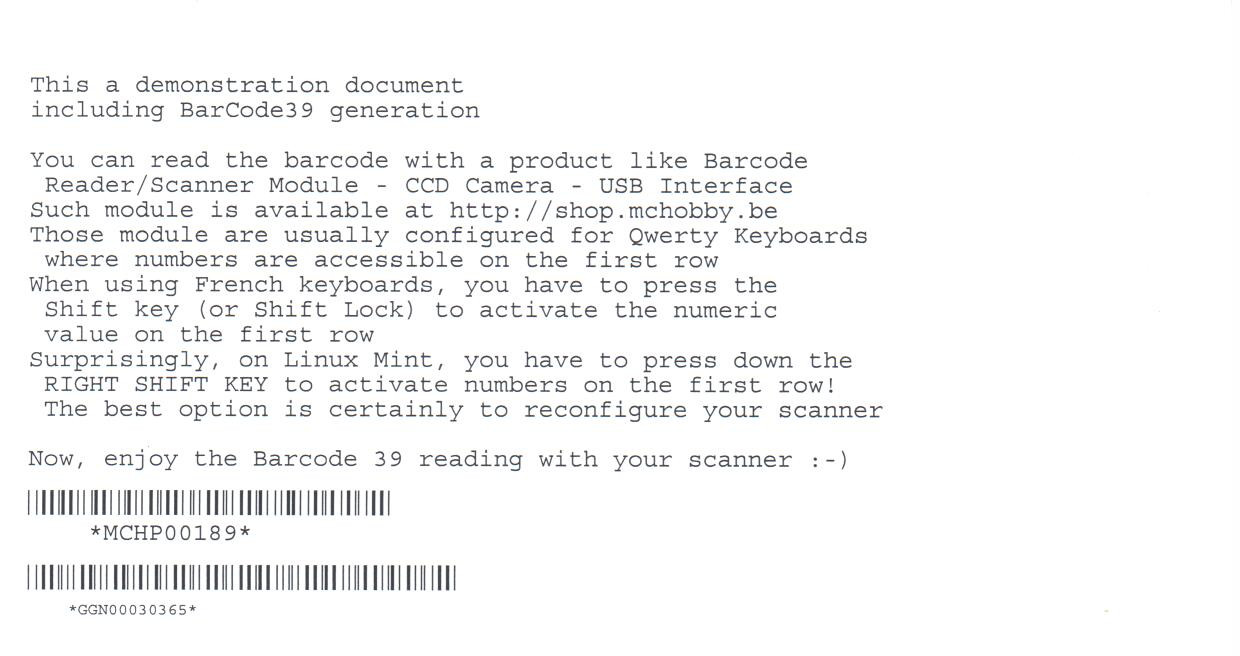 This a demonstration document
including BarCode39 generation
You can read the barcode with a product like Barcode
Reader/Scanner Module - CCD Camera - USB Interface
Such module is available at http://shop.mchobby.be
Those module are usually configured for Qwerty Keyboards
where numbers are accessible on the first row
When using French keyboards, you have to press the
Shift key (or Shift Lock) to activate the numeric
value on the first row
Surprisingly, on Linux Mint, you have to press down the
RIGHT SHIFT KEY to activate numbers on the first row!
The best option is certainly to reconfigure your scanner
Now, enjoy the Barcode 39 reading with your scanner :-)
*MCHP00189*
*GGN00030365*